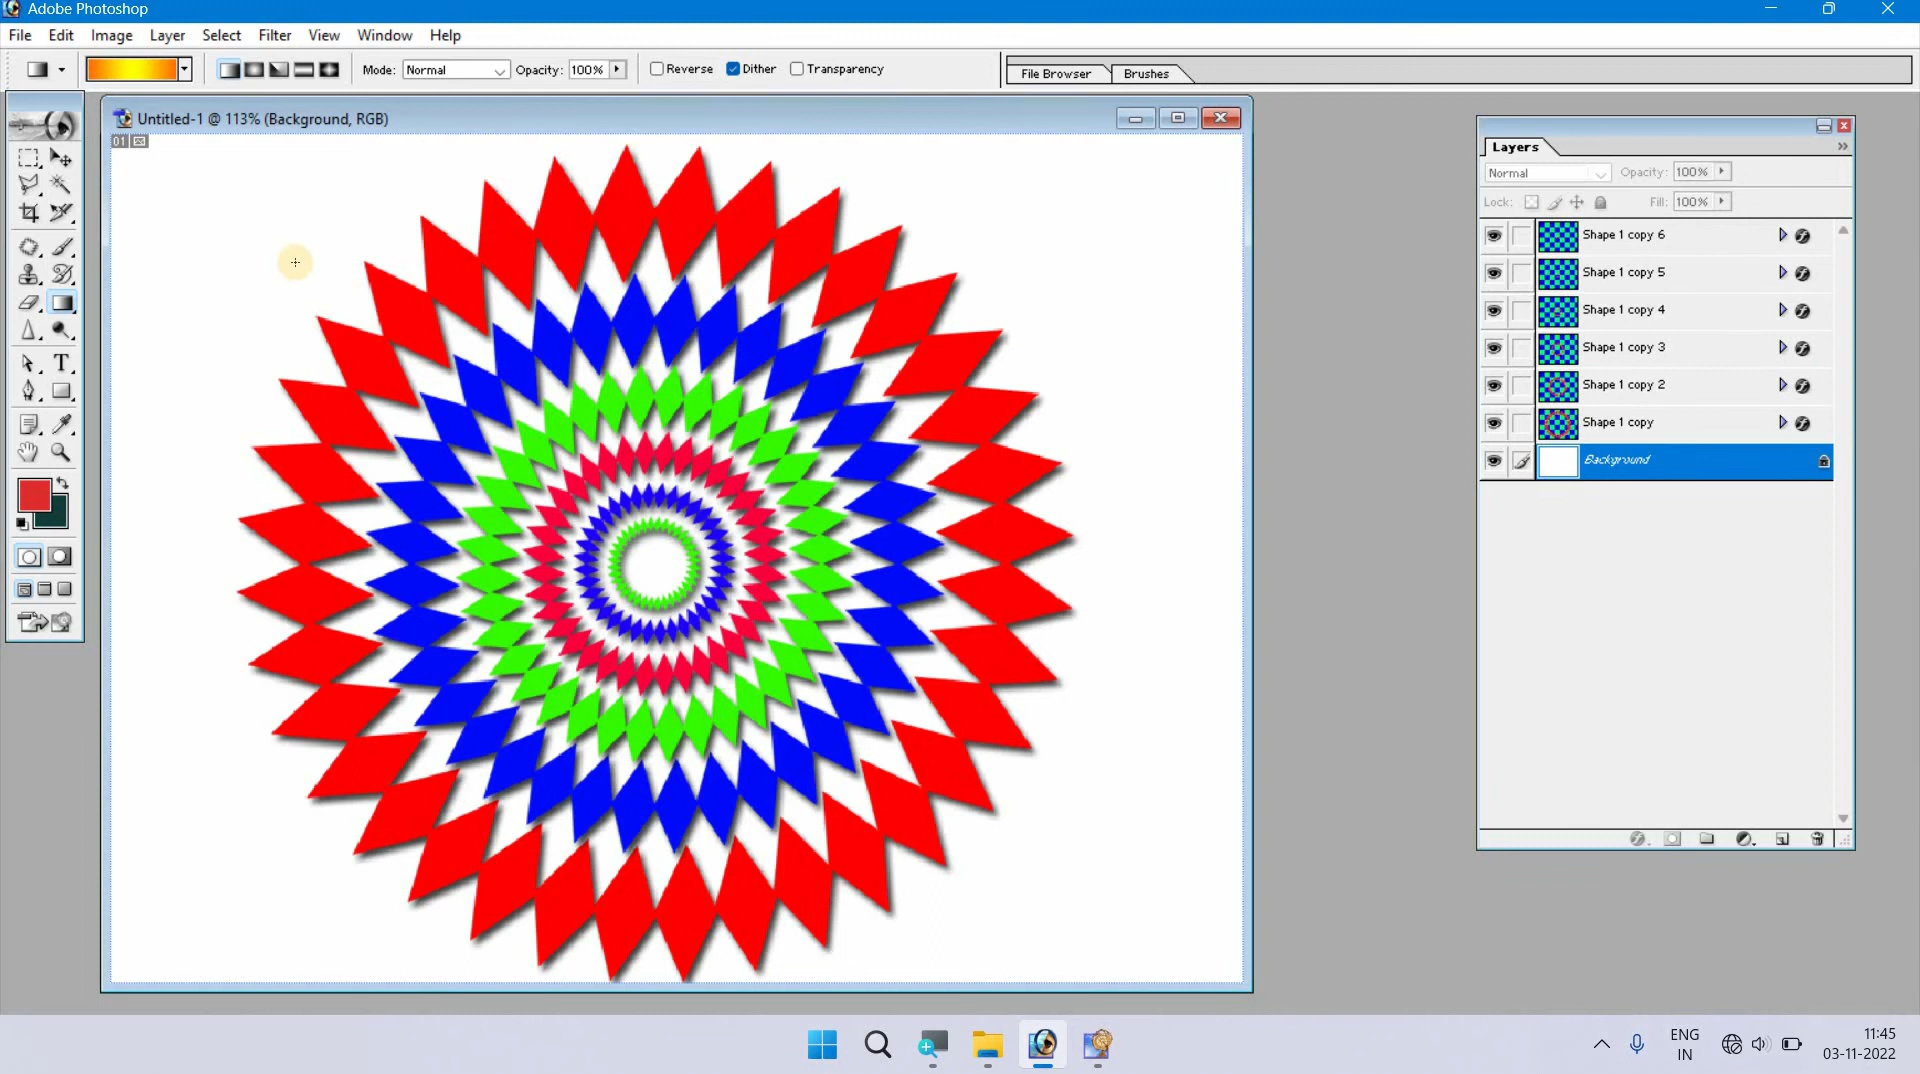 Adobe Photoshop
File Edit Image Layer Select Filter View Window Help
Mode: Normal Opacity: 100% Reverse Dither Transparency File Browser Brushes
Untitled-1 @ 113% (Background, RGB)
01
Layers
Normal Opacity: 100%
Lock: Fill: 100%
Shape 1 copy 6
Shape 1 copy 5
Shape 1 copy 4
Shape 1 copy 3
Shape 1 copy 2
Shape 1 copy
Background
T
ENG
IN
11:45
03-11-2022